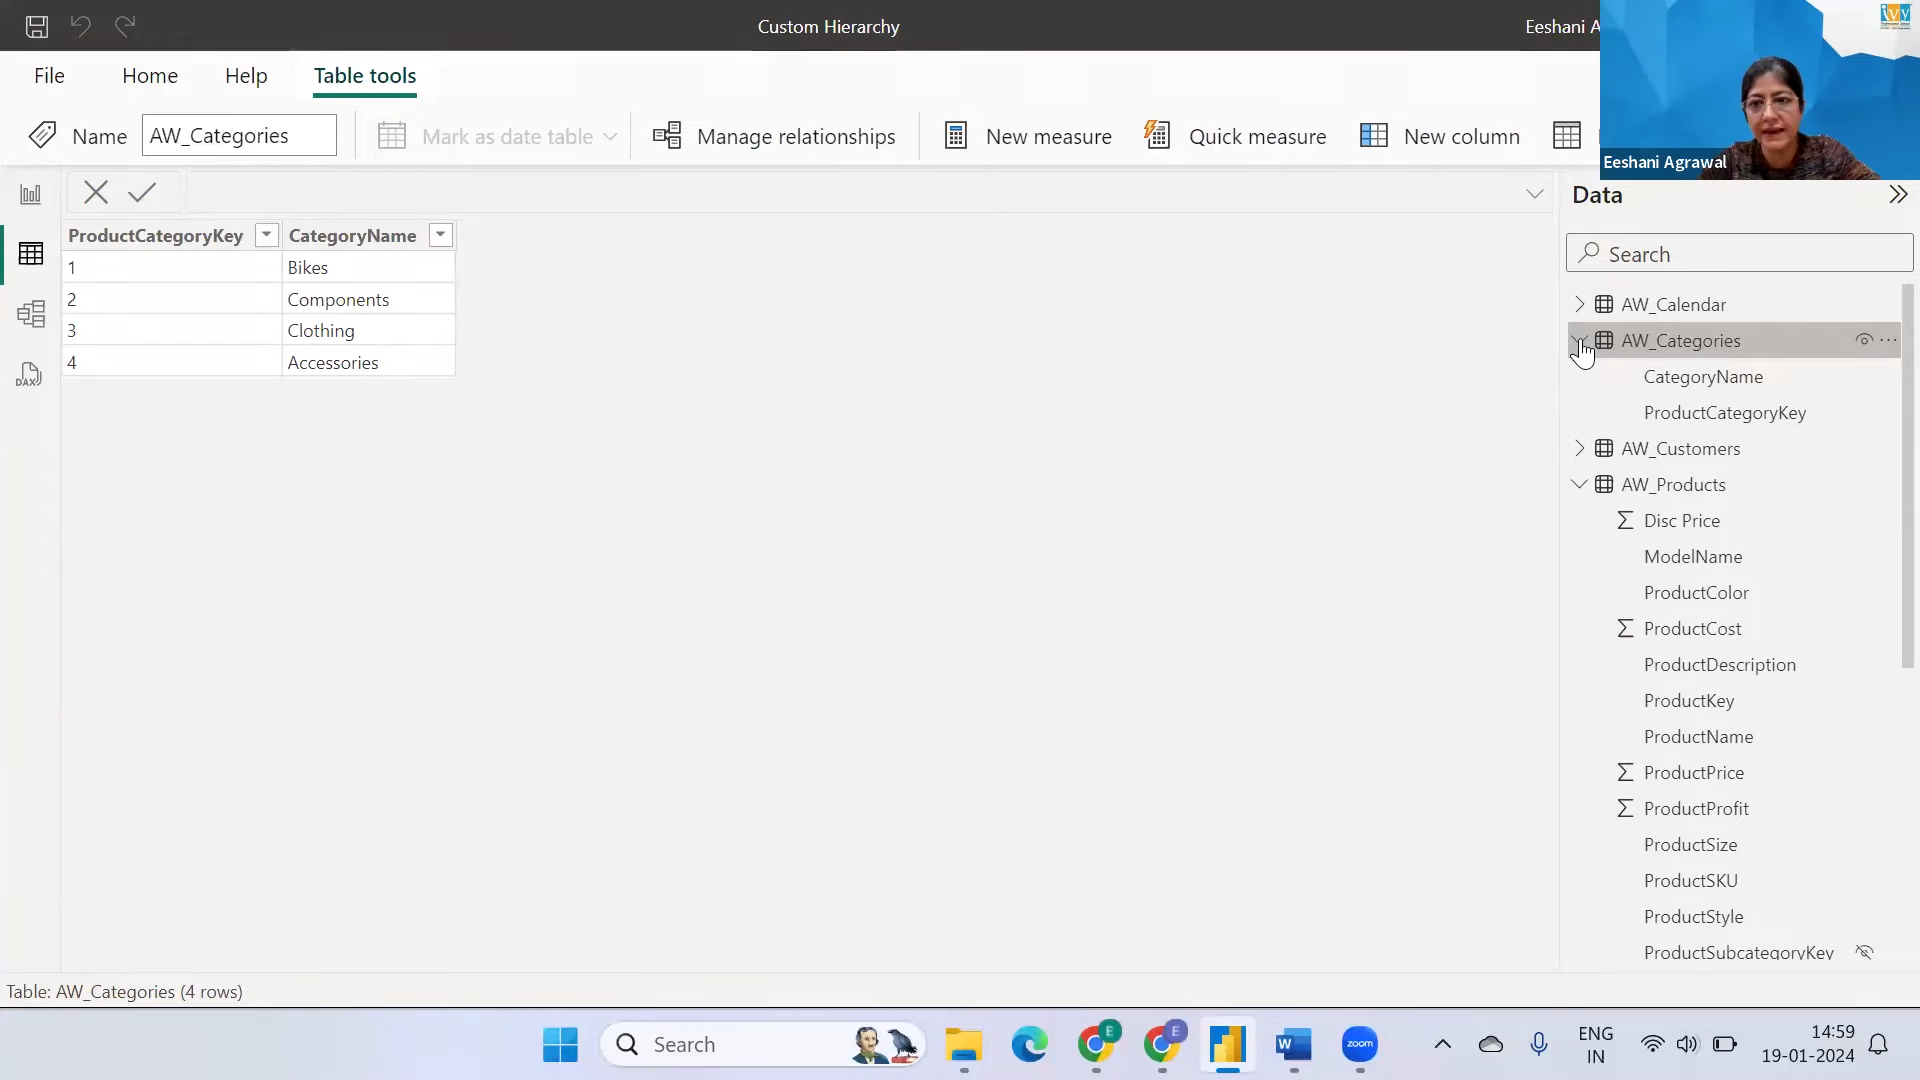 Custom Hierarchy
Eeshani A
ivy
File Home Help Table tools
Name AW_Categories Mark as date table Manage relationships New measure Quick measure New column
Eeshani Agrawal
Data
ProductCategoryKey CategoryName
1 Bikes
2 Components
3 Clothing
4 Accessories
DAX
Search
AW_Calendar
AW_Categories
CategoryName
ProductCategoryKey
AW_Customers
AW_Products
Disc Price
ModelName
ProductColor
ProductCost
ProductDescription
ProductKey
ProductName
ProductPrice
ProductProfit
ProductSize
ProductSKU
ProductStyle
ProductSubcategoryKey
Table: AW_Categories (4 rows)
Search
E
E
W
zoom
ENG
IN
14:59
19-01-2024